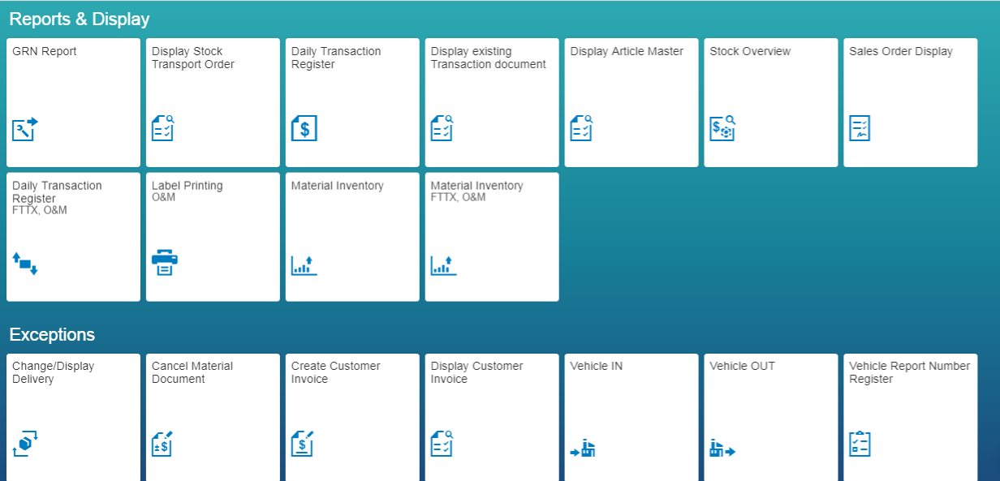 Reports & Display
GRN Report
Display Stock
Transport Order
Daily Transaction
Register
Display existing
Transaction document
Display Article Master
Stock Overview
Sales Order Display
Daily Transaction
Register
FTTX, O&M
Label Printing
O&M
Material Inventory
Material Inventory
FTTX, O&M
Exceptions
Change/Display
Delivery
Cancel Material
Document
Create Customer
Invoice
Display Customer
Invoice
Vehicle IN
Vehicle OUT
Vehicle Report Number
Register